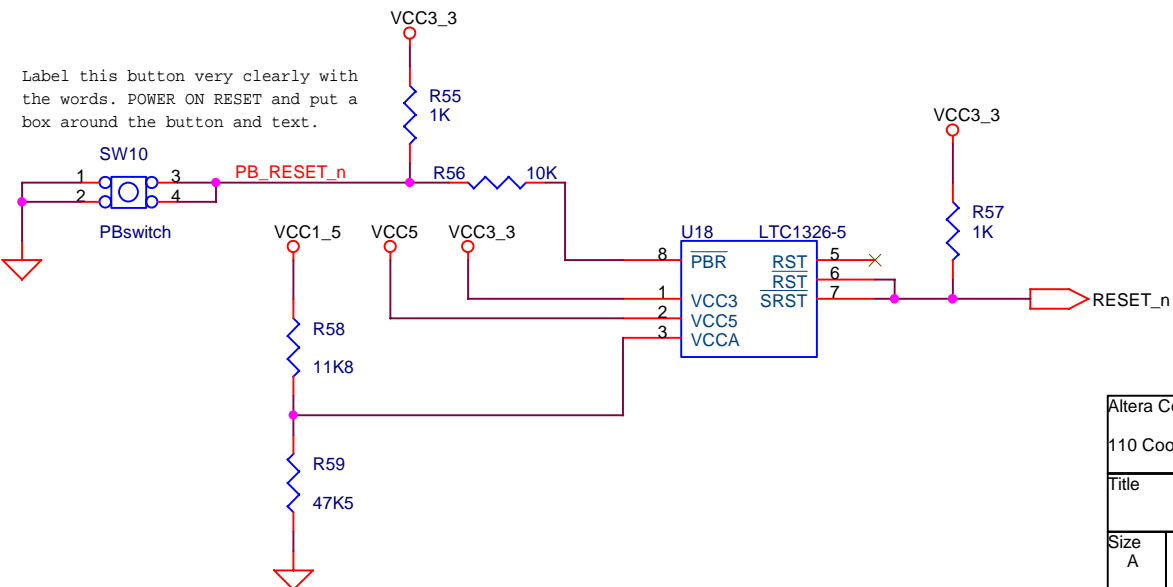 VCC3_3
Label this button very clearly with
the words. POWER ON RESET and put a
box around the button and text.
R55
1K
VCC3_3
SW10
1
2
3
4
PBswitch
PB_RESET_n
R56
10K
R57
1K
VCC1_5
VCC5
VCC3_3
U18
LTC1326-5
8
PBR
RST
5
RST
6
1
VCC3
SRST
7
2
VCC5
3
VCCA
RESET_n
R58
11K8
R59
47K5
Altera Co
110 Coo
Title
Size
A